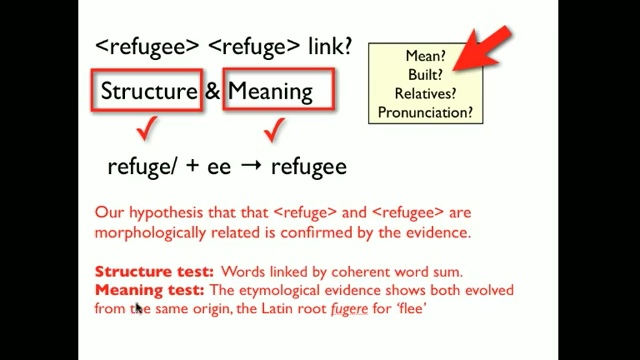 <refugee> <refuge> link?
Structure & Meaning
Mean?
Built?
Relatives?
Pronunciation?
✓ ✓
refuge/ + ee → refugee
Our hypothesis that that <refuge> and <refugee> are
morphologically related is confirmed by the evidence.
Structure test: Words linked by coherent word sum.
Meaning test: The etymological evidence shows both evolved
from the same origin, the Latin root fugere for ‘flee’